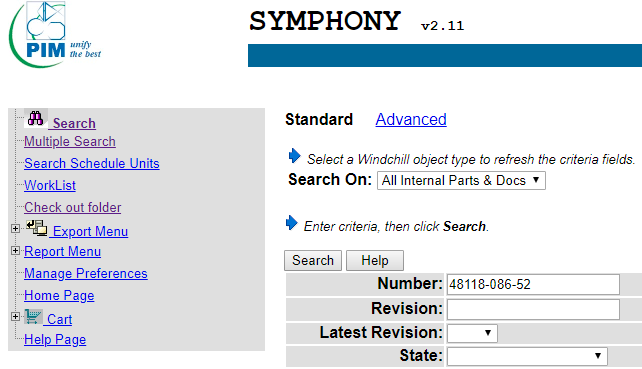 SYMPHONY v2.11
PIM unify
the best
Search
Multiple Search
Search Schedule Units
WorkList
Check out folder
Export Menu
Report Menu
Manage Preferences
Home Page
Cart
Help Page
Standard Advanced
Select a Windchill object type to refresh the criteria fields.
Search On: All Internal Parts & Docs
Enter criteria, then click Search.
Search Help
Number: 48118-086-52
Revision:
Latest Revision:
State: